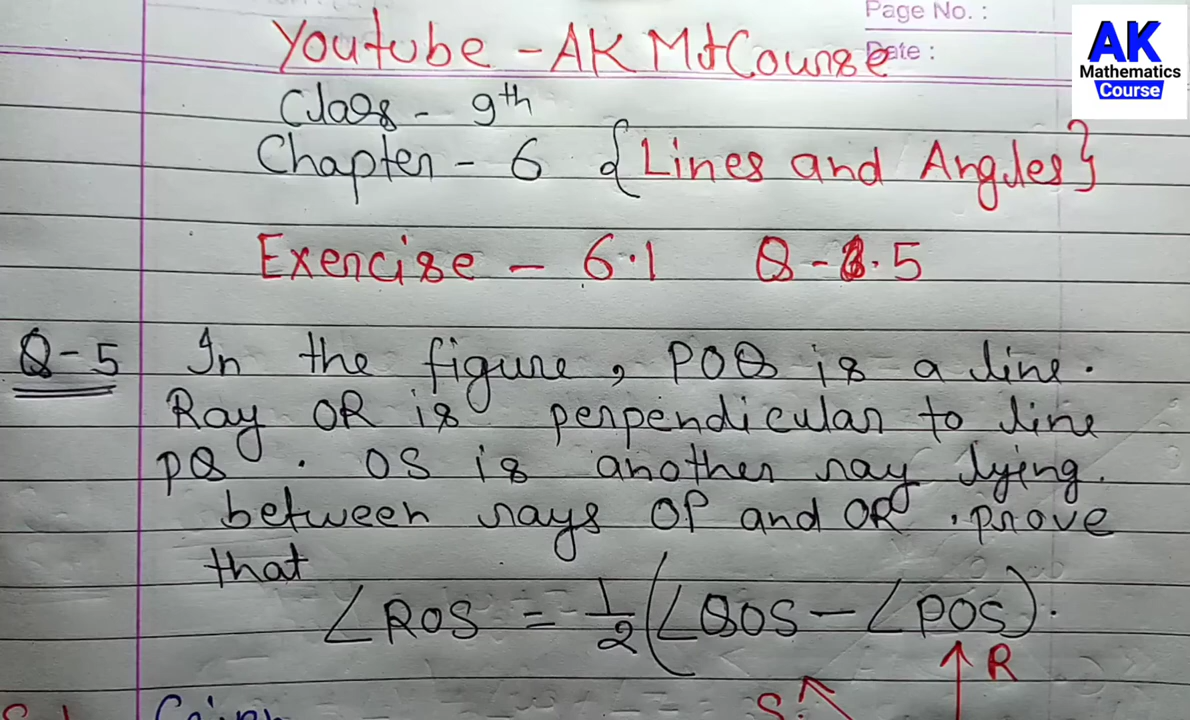 Page No. :
Date :
Youtube - AK MtCourse
AK
Mathematics
Course
Class - 9th
Chapter - 6 {Lines and Angles}
Exercise - 6.1 Q-.5
Q-5 In the figure, POQ is a line.
Ray OR is perpendicular to line
PQ. OS is another ray lying.
between rays OP and OR. prove
that
∠ROS = 1/2 (∠QOS - ∠POS).
R
S.